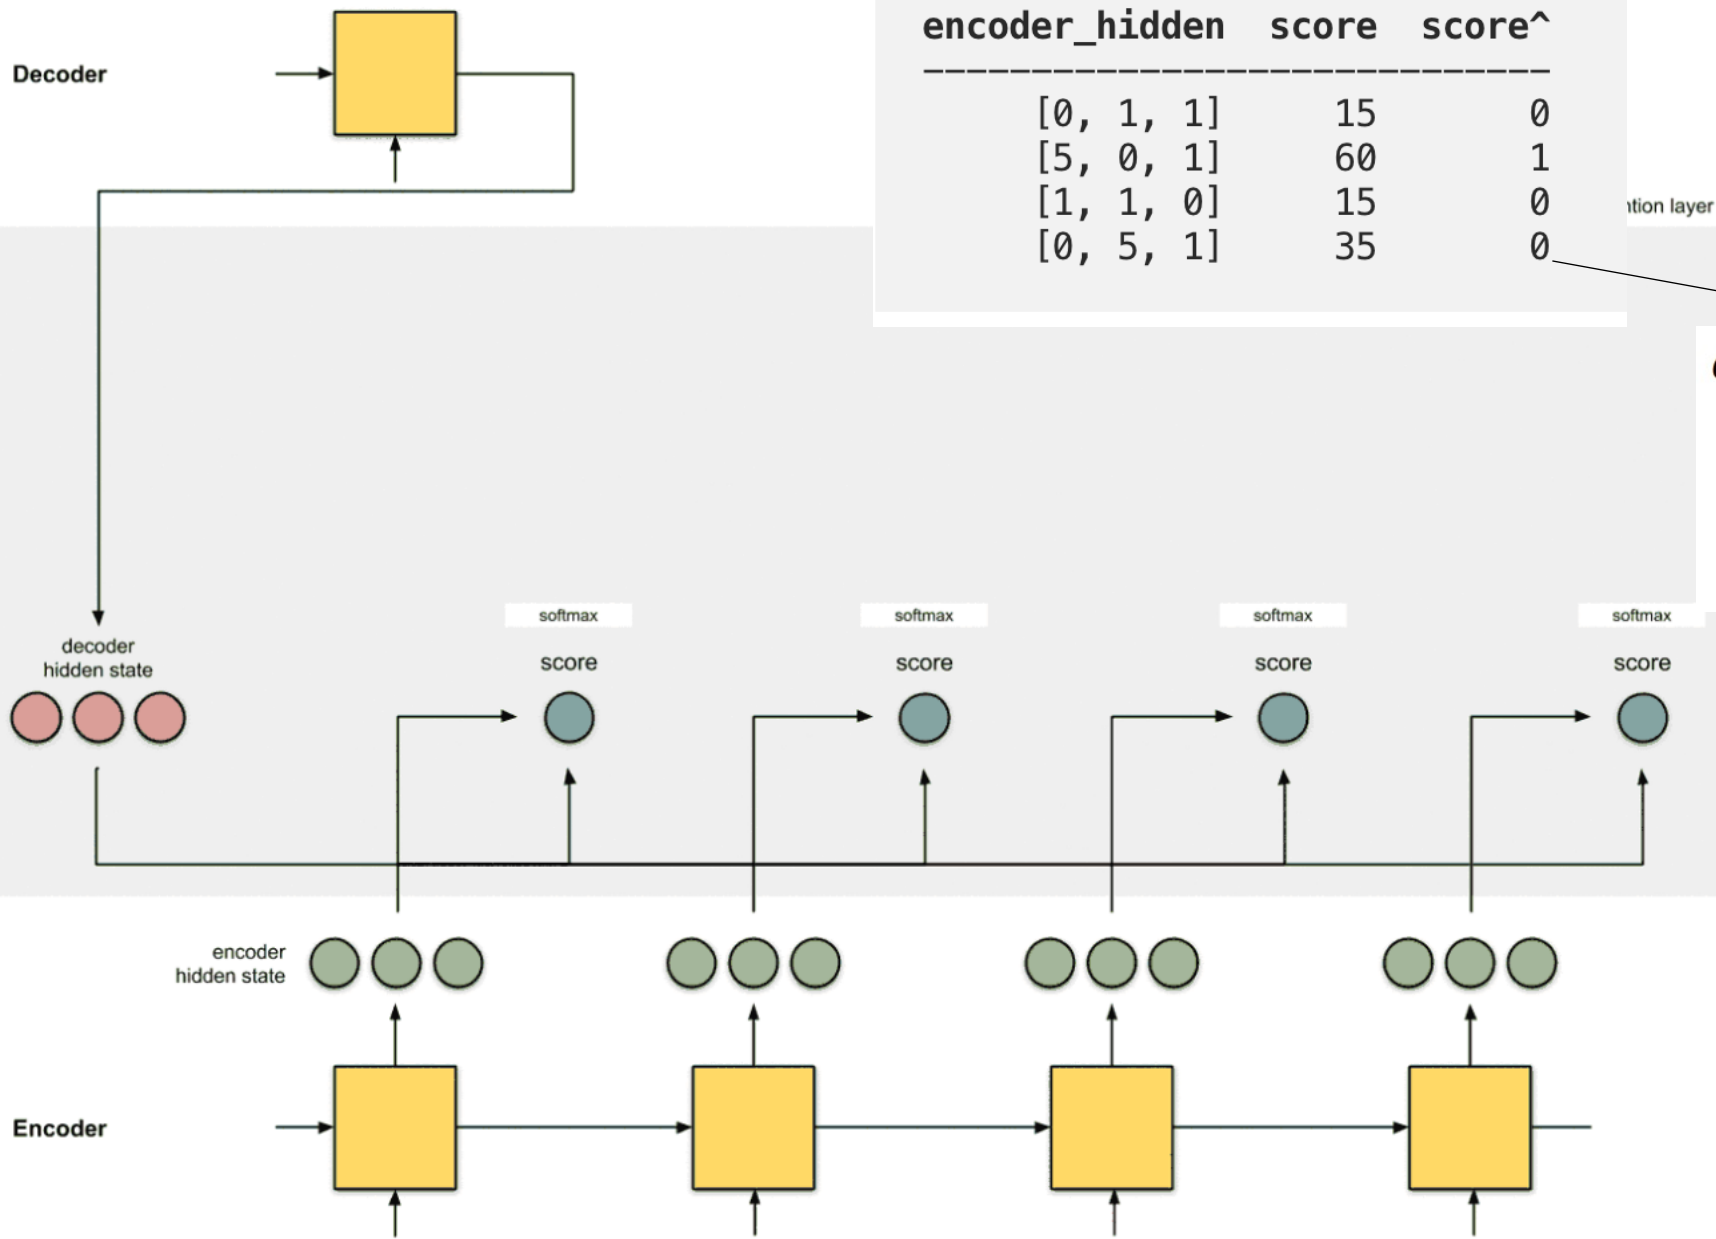 encoder_hidden score score^
-----------------------------
[0, 1, 1] 15 0
[5, 0, 1] 60 1
[1, 1, 0] 15 0
[0, 5, 1] 35 0
Decoder
layer
softmax softmax softmax softmax
score score score score
decoder
hidden state
encoder
hidden state
Encoder